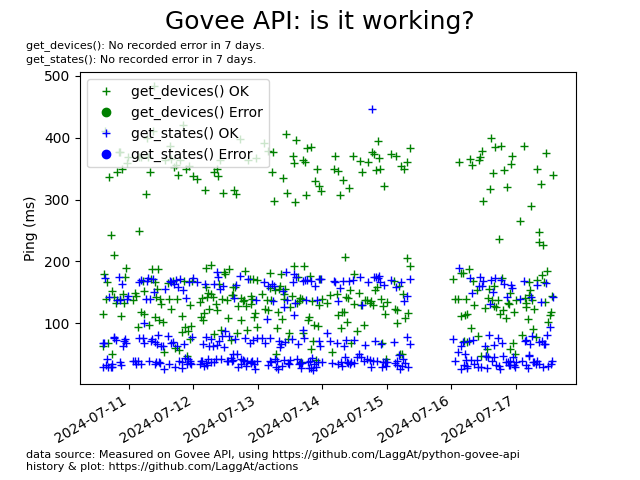 Govee API: is it working?
get_devices(): No recorded error in 7 days.
get_states(): No recorded error in 7 days.
500
400
300
200
100
Ping (ms)
get_devices() OK
get_devices() Error
get_states() OK
get_states() Error
2024-07-11
2024-07-12
2024-07-13
2024-07-14
2024-07-15
2024-07-16
2024-07-17
data source: Measured on Govee API, using https://github.com/LaggAt/python-govee-api
history & plot: https://github.com/LaggAt/actions